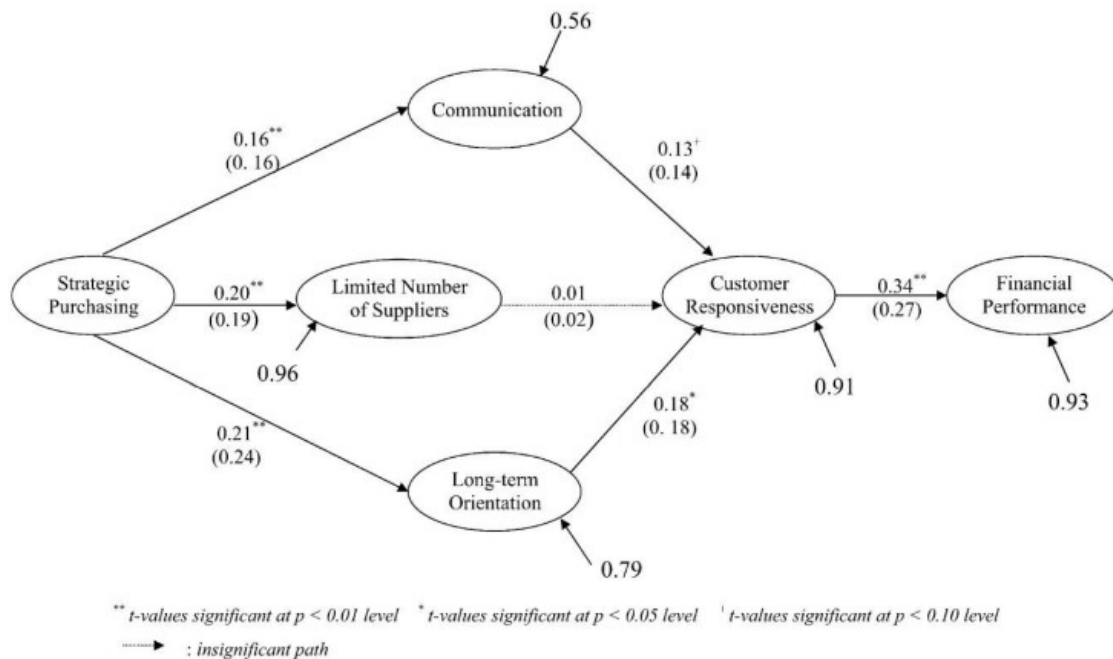 0.56
Communication
0.16**
(0. 16)
0.13†
(0.14)
Strategic
Purchasing
0.20**
(0.19)
Limited Number
of Suppliers
0.01
(0.02)
Customer
Responsiveness
0.34**
(0.27)
Financial
Performance
0.96
0.91
0.93
0.21**
(0.24)
0.18*
(0. 18)
Long-term
Orientation
0.79
** t-values significant at p < 0.01 level * t-values significant at p < 0.05 level † t-values significant at p < 0.10 level
: insignificant path